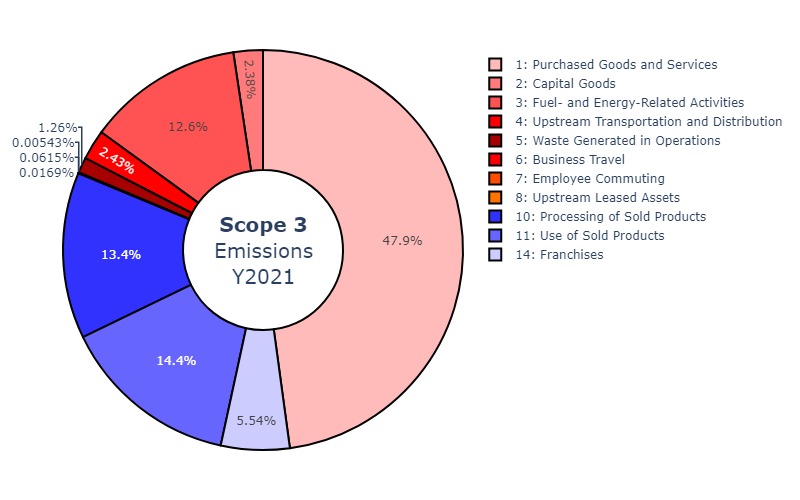 2.38%
12.6%
2.43%
1.26%
0.00543%
0.0615%
0.0169%
13.4%
14.4%
5.54%
47.9%
Scope 3
Emissions
Y2021
1: Purchased Goods and Services
2: Capital Goods
3: Fuel- and Energy-Related Activities
4: Upstream Transportation and Distribution
5: Waste Generated in Operations
6: Business Travel
7: Employee Commuting
8: Upstream Leased Assets
10: Processing of Sold Products
11: Use of Sold Products
14: Franchises